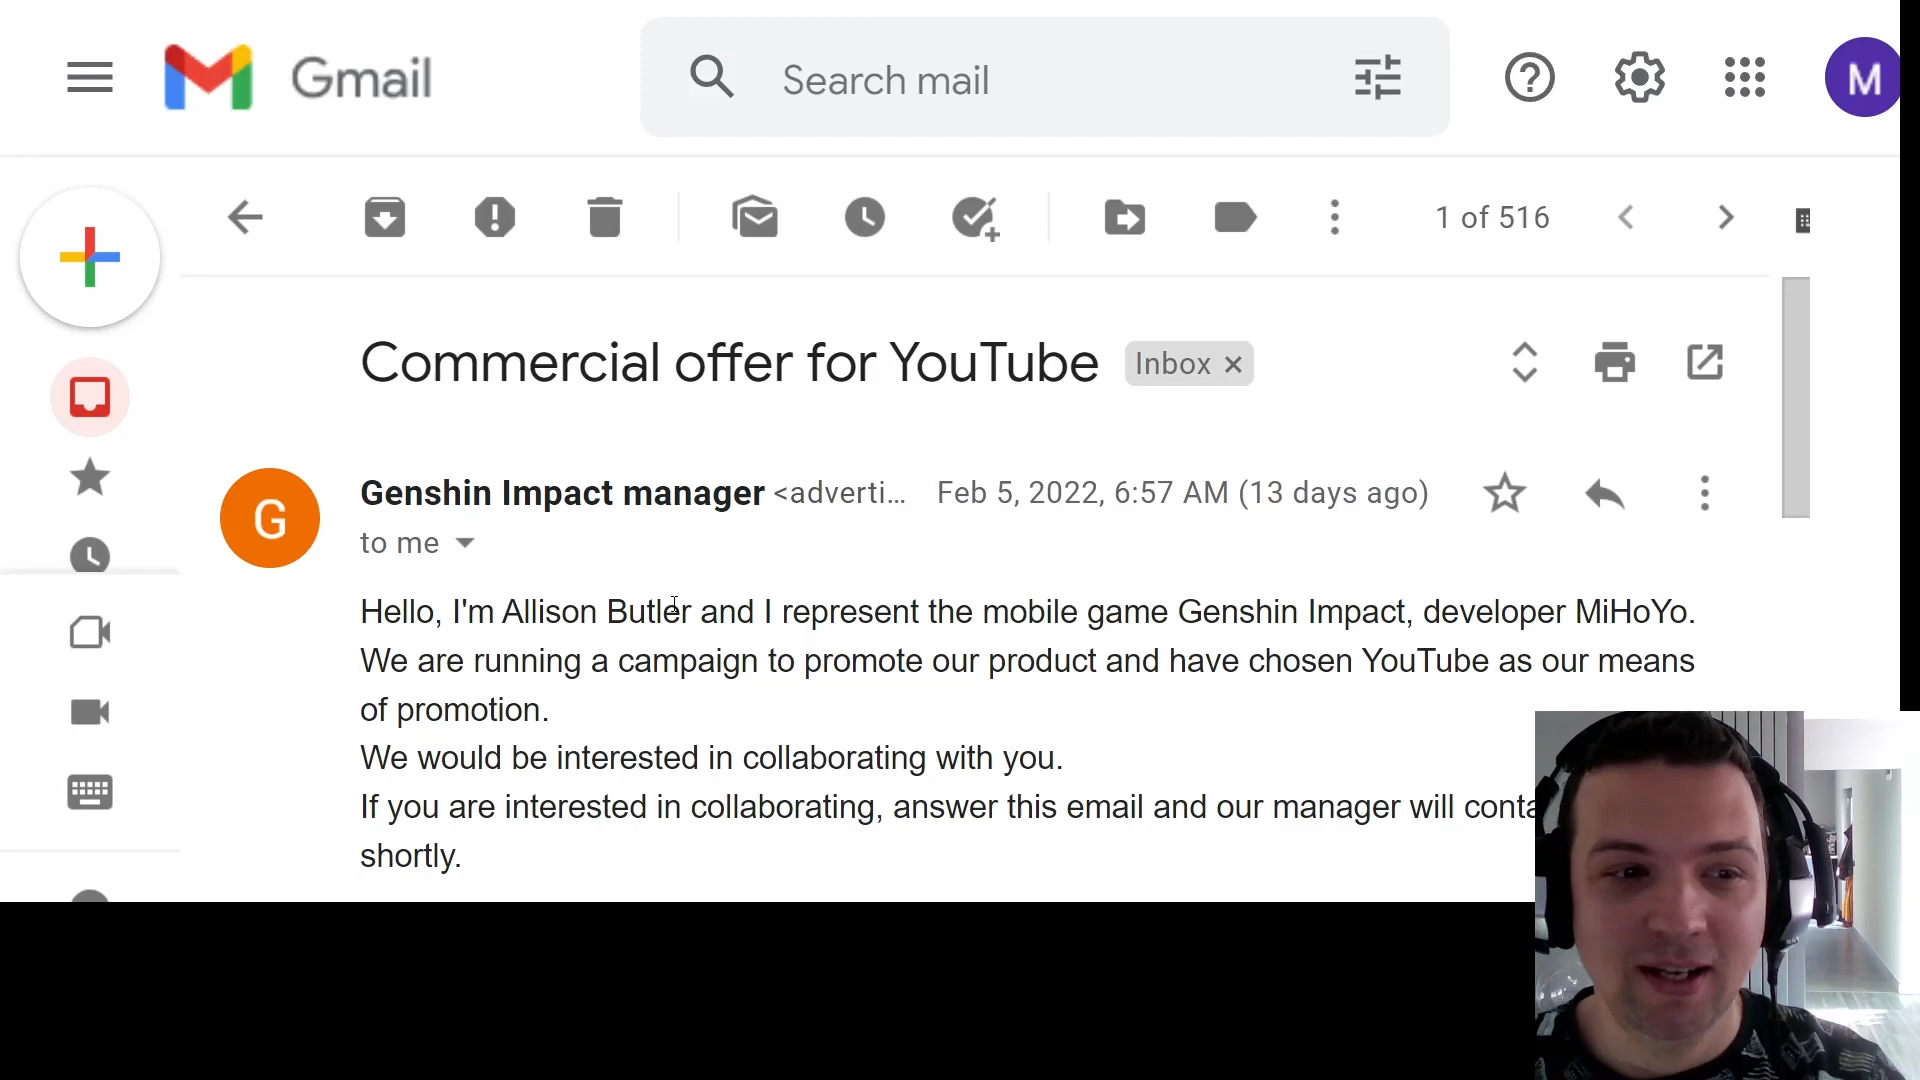 Gmail
Search mail
M
1 of 516
Commercial offer for YouTube
Inbox ×
G
Genshin Impact manager <adverti... Feb 5, 2022, 6:57 AM (13 days ago)
to me
Hello, I'm Allison Butler and I represent the mobile game Genshin Impact, developer MiHoYo.
We are running a campaign to promote our product and have chosen YouTube as our means
of promotion.
We would be interested in collaborating with you.
If you are interested in collaborating, answer this email and our manager will conta
shortly.